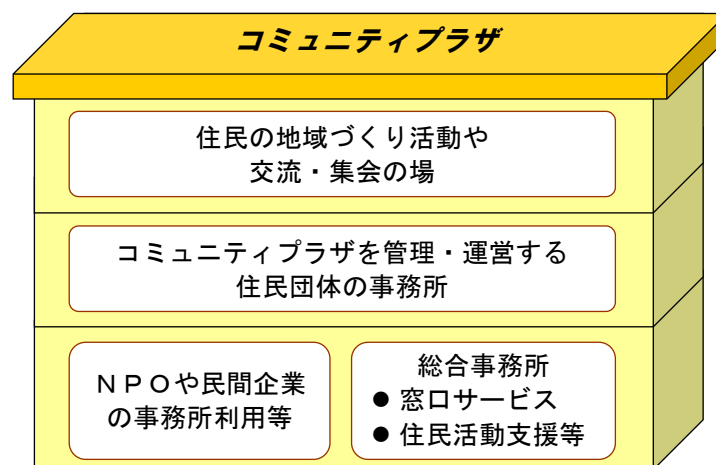 コミュニティプラザ
住民の地域づくり活動や
交流・集会の場
コミュニティプラザを管理・運営する
住民団体の事務所
ＮＰＯや民間企業
の事務所利用等
総合事務所
● 窓口サービス
● 住民活動支援等